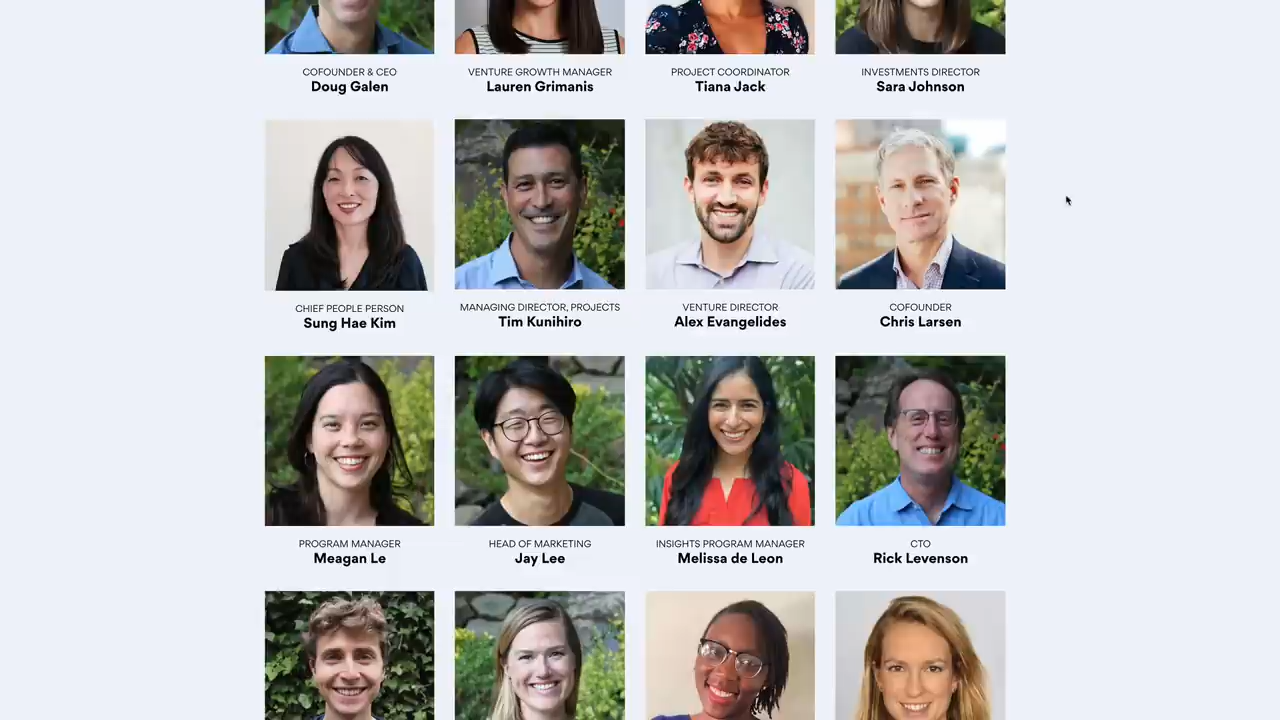 COFOUNDER & CEO
Doug Galen
VENTURE GROWTH MANAGER
Lauren Grimanis
PROJECT COORDINATOR
Tiana Jack
INVESTMENTS DIRECTOR
Sara Johnson
CHIEF PEOPLE PERSON
Sung Hae Kim
MANAGING DIRECTOR, PROJECTS
Tim Kunihiro
VENTURE DIRECTOR
Alex Evangelides
COFOUNDER
Chris Larsen
PROGRAM MANAGER
Meagan Le
HEAD OF MARKETING
Jay Lee
INSIGHTS PROGRAM MANAGER
Melissa de Leon
CTO
Rick Levenson